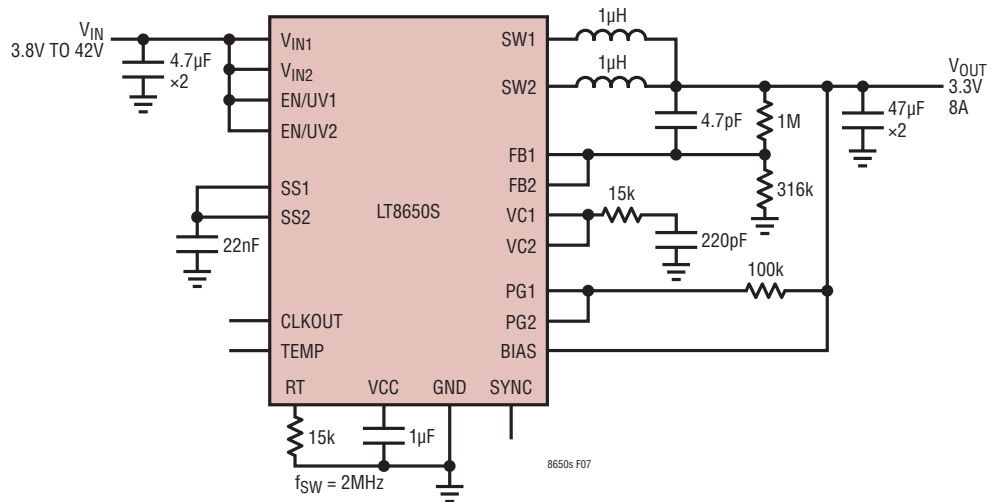 VIN
3.8V TO 42V
4.7µF
×2
VIN1
VIN2
EN/UV1
EN/UV2
SS1
SS2
22nF
CLKOUT
TEMP
RT
VCC
GND
SYNC
LT8650S
SW1
SW2
FB1
FB2
VC1
VC2
PG1
PG2
BIAS
1µH
1µH
4.7pF
1M
316k
15k
220pF
100k
47µF
×2
VOUT
3.3V
8A
15k
1µF
fSW = 2MHz
8650s F07